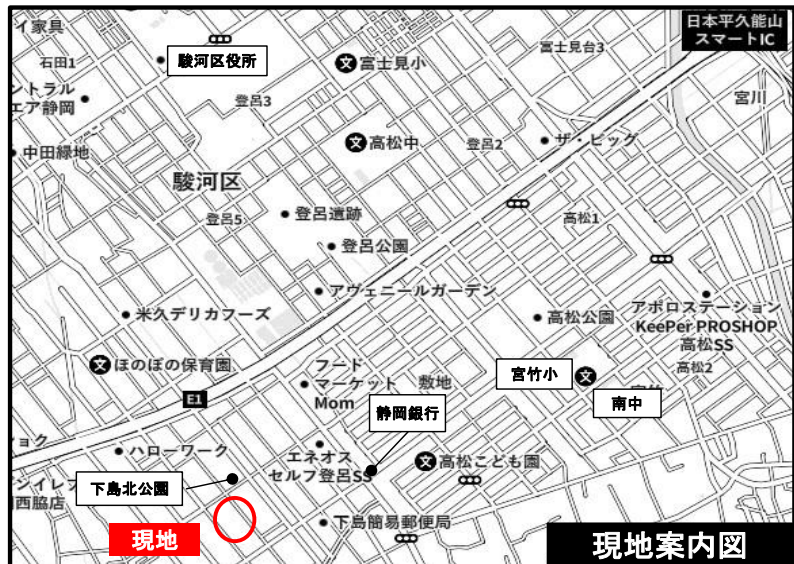 イ家具
石田1
駿河区役所
文 富士見小
富士見台3
日本平久能山
スマートIC
ントラル
エア静岡
登呂3
宮川
中田緑地
文 高松中
登呂2
ザ・ビッグ
駿河区
登呂5
登呂遺跡
高松1
登呂公園
アヴェニールガーデン
米久デリカフーズ
高松公園
アポロステーション
KeePer PROSHOP
高松SS
文 ほのぼの保育園
フード
マーケット
Mom
敷地
宮竹小
文
高松2
南中
E1
静岡銀行
ショク
ハローワーク
エネオス
セルフ登呂SS
文 高松こども園
下島北公園
西脇店
現地
下島簡易郵便局
現地案内図